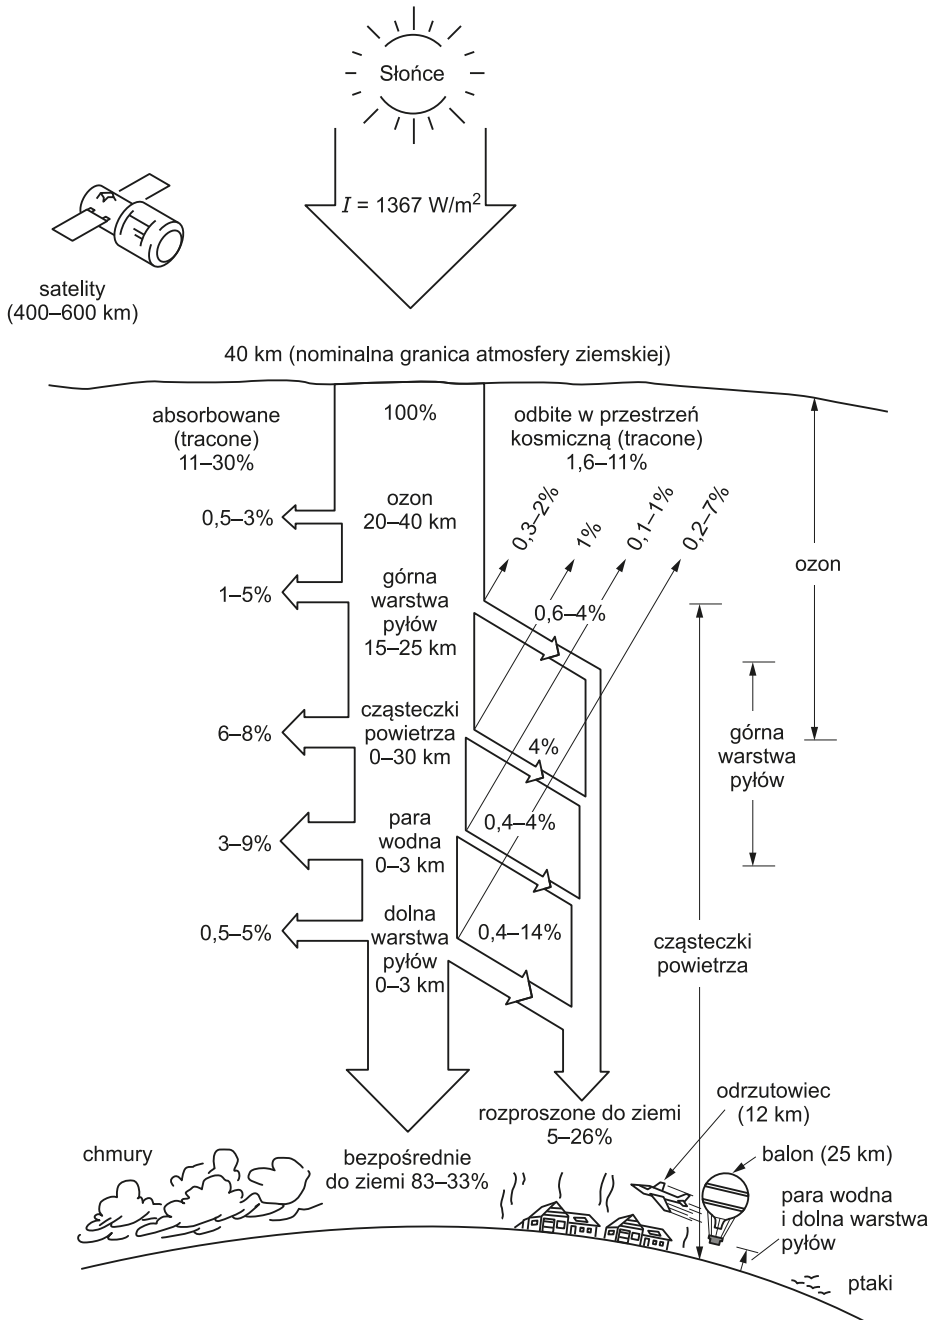 Słońce
I = 1367 W/m²
satelity
(400–600 km)
40 km (nominalna granica atmosfery ziemskiej)
absorbowane
(tracone)
11–30%
100%
odbite w przestrzeń
kosmiczną (tracone)
1,6–11%
0,3–2%
1%
0,1–1%
0,2–7%
0,5–3%
ozon
20–40 km
ozon
1–5%
górna
warstwa
pyłów
15–25 km
0,6–4%
6–8%
cząsteczki
powietrza
0–30 km
4%
górna
warstwa
pyłów
3–9%
para
wodna
0–3 km
0,4–4%
0,5–5%
dolna
warstwa
pyłów
0–3 km
0,4–14%
cząsteczki
powietrza
rozproszone do ziemi
5–26%
odrzutowiec
(12 km)
chmury
bezpośrednie
do ziemi 83–33%
balon (25 km)
para wodna
i dolna warstwa
pyłów
ptaki